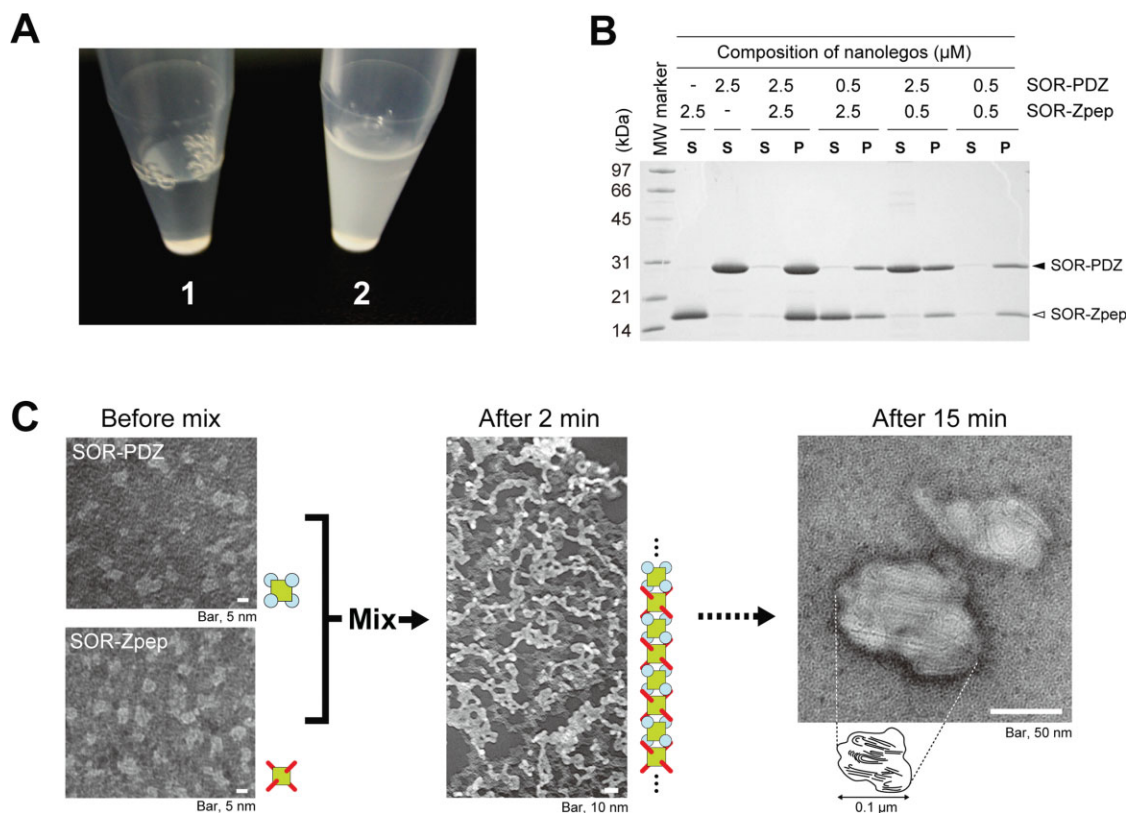 A
1
2
B
Composition of nanolegos (µM)
- 2.5 2.5 0.5 2.5 0.5 SOR-PDZ
2.5 - 2.5 2.5 0.5 0.5 SOR-Zpep
(kDa)
MW marker
S S S P S P S P S P
97
66
45
31
21
14
SOR-PDZ
SOR-Zpep
C
Before mix
SOR-PDZ
Bar, 5 nm
SOR-Zpep
Bar, 5 nm
Mix
After 2 min
Bar, 10 nm
After 15 min
Bar, 50 nm
0.1 µm